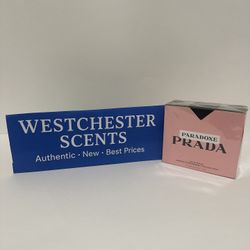 WESTCHESTER
SCENTS
Authentic · New · Best Prices
PARADOXE
PRADA